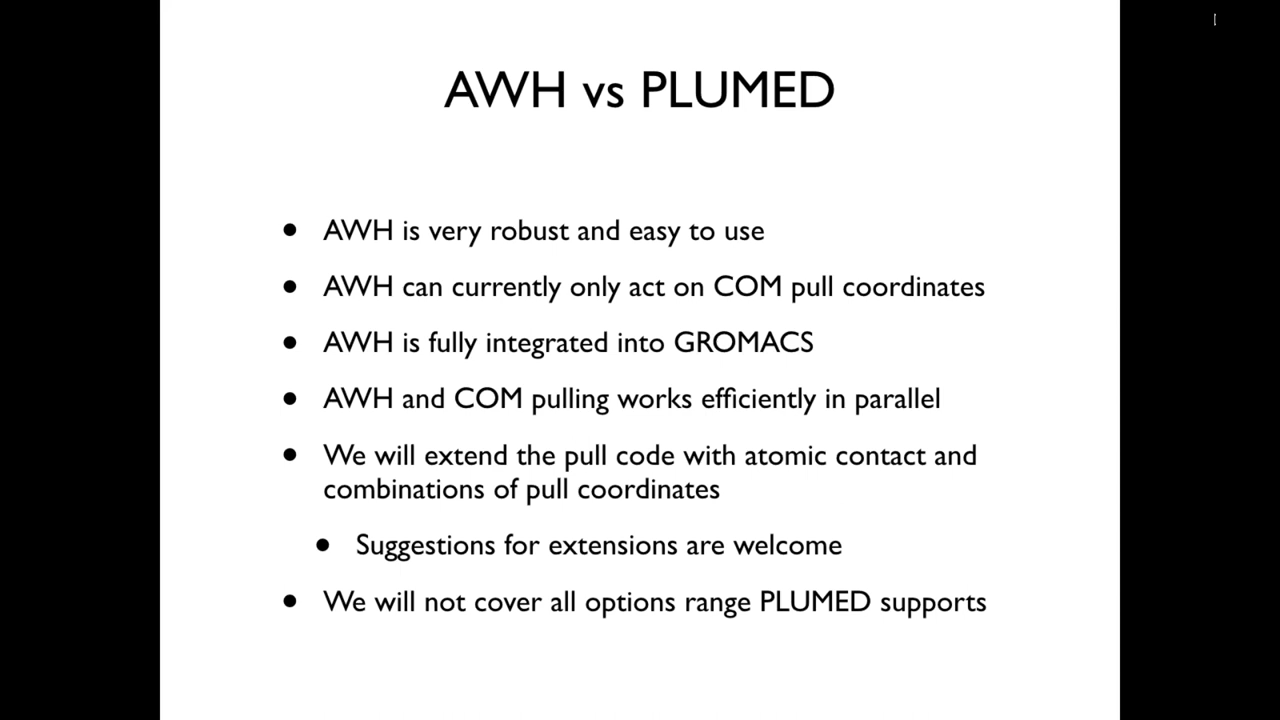 AWH vs PLUMED
• AWH is very robust and easy to use
• AWH can currently only act on COM pull coordinates
• AWH is fully integrated into GROMACS
• AWH and COM pulling works efficiently in parallel
• We will extend the pull code with atomic contact and
combinations of pull coordinates
• Suggestions for extensions are welcome
• We will not cover all options range PLUMED supports